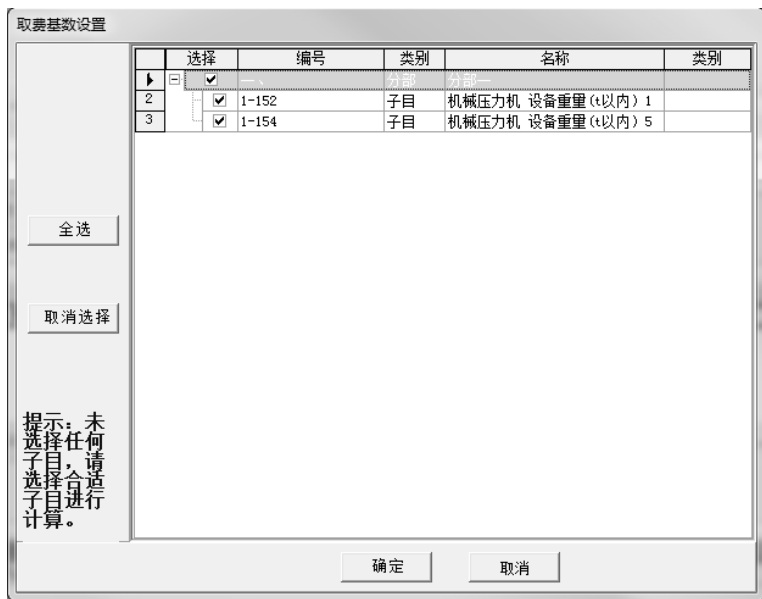 取费基数设置
选择 编号 类别 名称 类别
一、 分部 分部一
2 1-152 子目 机械压力机 设备重量(t以内) 1
3 1-154 子目 机械压力机 设备重量(t以内) 5
全选
取消选择
提示：未
选择任何
子目，请
选择合适
子目进行
计算。
确定 取消